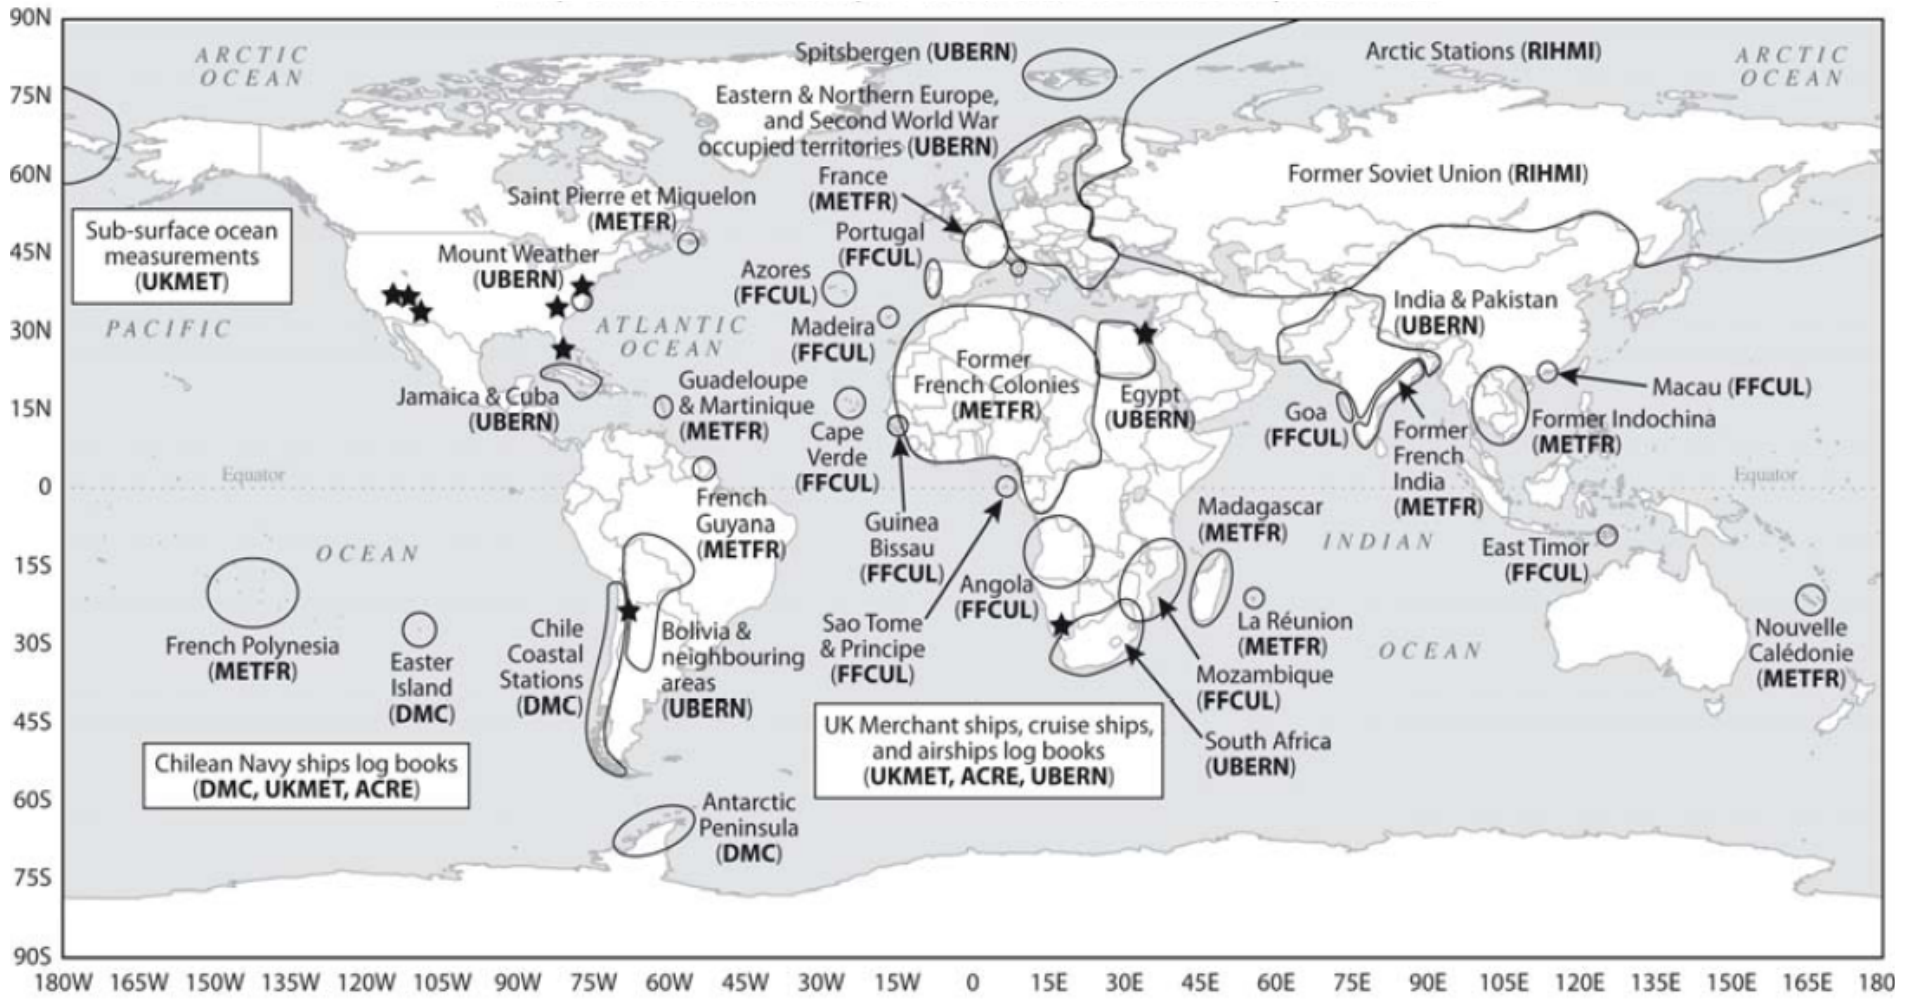 90N
75N
60N
45N
30N
15N
0
15S
30S
45S
60S
75S
90S
ARCTIC
OCEAN
Spitsbergen (UBERN)
Arctic Stations (RIHMI)
ARCTIC
OCEAN
Eastern & Northern Europe,
and Second World War
occupied territories (UBERN)
Former Soviet Union (RIHMI)
France
(METFR)
Saint Pierre et Miquelon
(METFR)
Sub-surface ocean
measurements
(UKMET)
Mount Weather
(UBERN)
Portugal
(FFCUL)
Azores
(FFCUL)
PACIFIC
ATLANTIC
OCEAN
Madeira
(FFCUL)
India & Pakistan
(UBERN)
Former
French Colonies
(METFR)
Egypt
(UBERN)
Jamaica & Cuba
(UBERN)
Guadeloupe
& Martinique
(METFR)
Macau (FFCUL)
Goa
(FFCUL)
Former Indochina
(METFR)
Cape
Verde
(FFCUL)
Former
French
India
(METFR)
Equator
Equator
French
Guyana
(METFR)
Guinea
Bissau
(FFCUL)
Madagascar
(METFR)
OCEAN
INDIAN
East Timor
(FFCUL)
Angola
(FFCUL)
French Polynesia
(METFR)
Easter
Island
(DMC)
Chile
Coastal
Stations
(DMC)
Bolivia &
neighbouring
areas
(UBERN)
Sao Tome
& Principe
(FFCUL)
La Réunion
(METFR)
OCEAN
Nouvelle
Calédonie
(METFR)
Mozambique
(FFCUL)
South Africa
(UBERN)
UK Merchant ships, cruise ships,
and airships log books
(UKMET, ACRE, UBERN)
Chilean Navy ships log books
(DMC, UKMET, ACRE)
Antarctic
Peninsula
(DMC)
180W 165W 150W 135W 120W 105W 90W 75W 60W 45W 30W 15W 0 15E 30E 45E 60E 75E 90E 105E 120E 135E 150E 165E 180